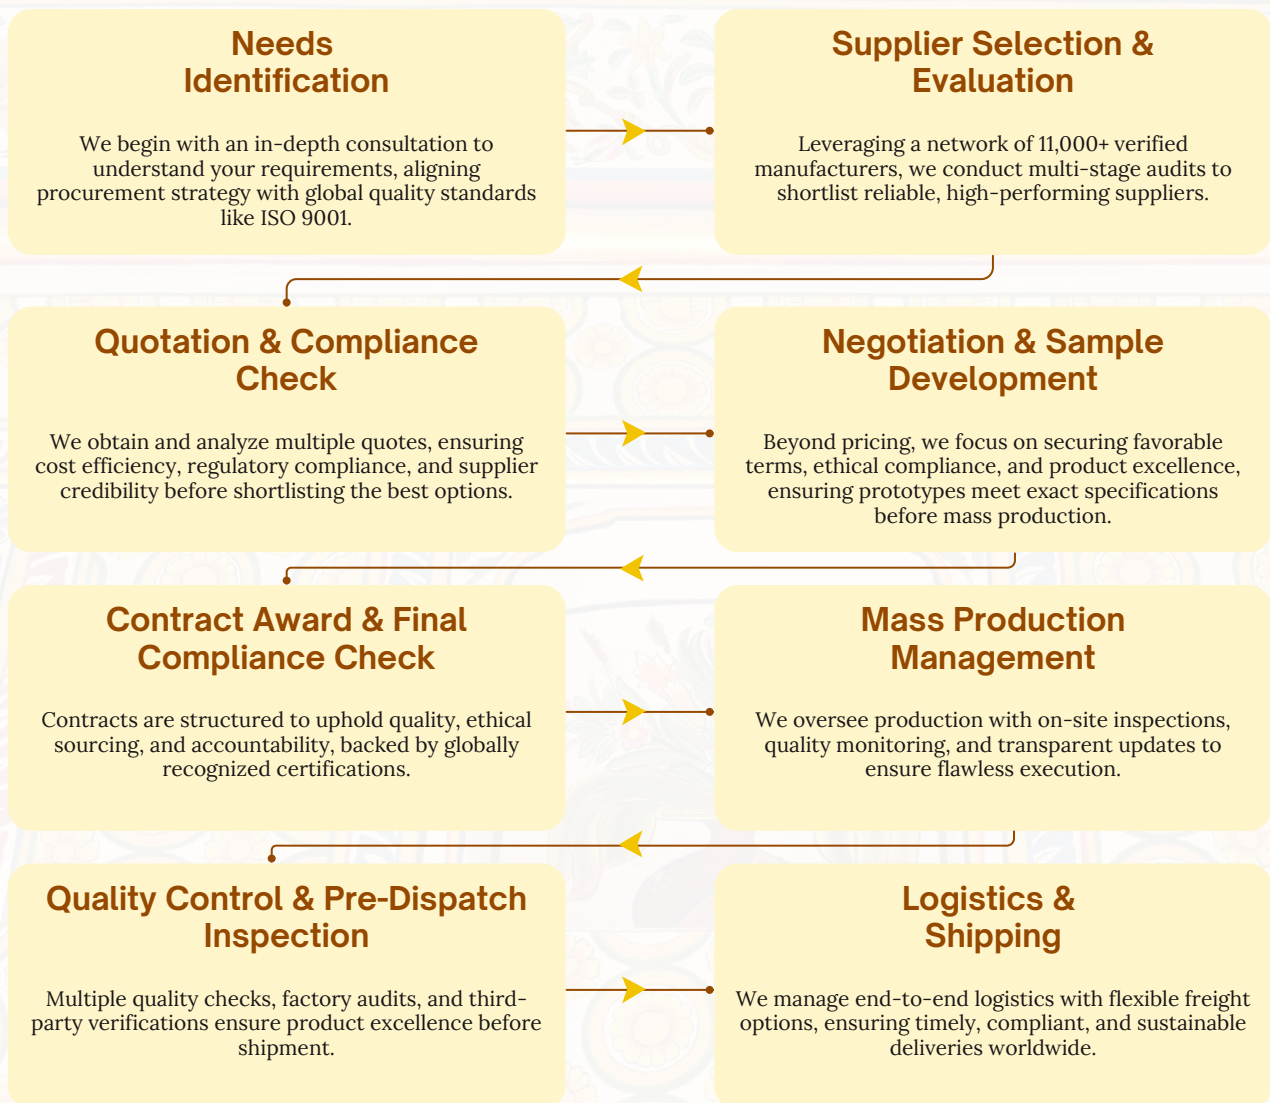 Needs
Identification
We begin with an in-depth consultation to
understand your requirements, aligning
procurement strategy with global quality standards
like ISO 9001.
Supplier Selection &
Evaluation
Leveraging a network of 11,000+ verified
manufacturers, we conduct multi-stage audits to
shortlist reliable, high-performing suppliers.
Quotation & Compliance
Check
We obtain and analyze multiple quotes, ensuring
cost efficiency, regulatory compliance, and supplier
credibility before shortlisting the best options.
Negotiation & Sample
Development
Beyond pricing, we focus on securing favorable
terms, ethical compliance, and product excellence,
ensuring prototypes meet exact specifications
before mass production.
Contract Award & Final
Compliance Check
Contracts are structured to uphold quality, ethical
sourcing, and accountability, backed by globally
recognized certifications.
Mass Production
Management
We oversee production with on-site inspections,
quality monitoring, and transparent updates to
ensure flawless execution.
Quality Control & Pre-Dispatch
Inspection
Multiple quality checks, factory audits, and third-
party verifications ensure product excellence before
shipment.
Logistics &
Shipping
We manage end-to-end logistics with flexible freight
options, ensuring timely, compliant, and sustainable
deliveries worldwide.